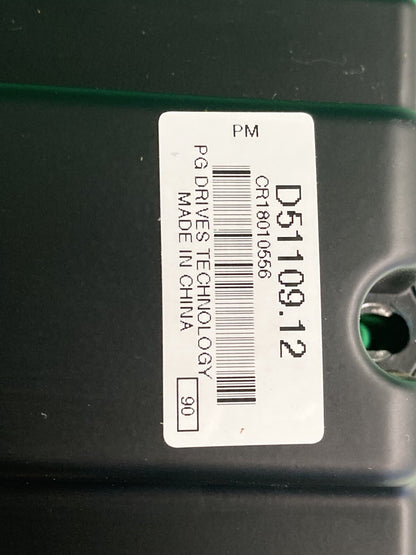 PM
D51109.12
CR18010556
PG DRIVES TECHNOLOGY
MADE IN CHINA
90